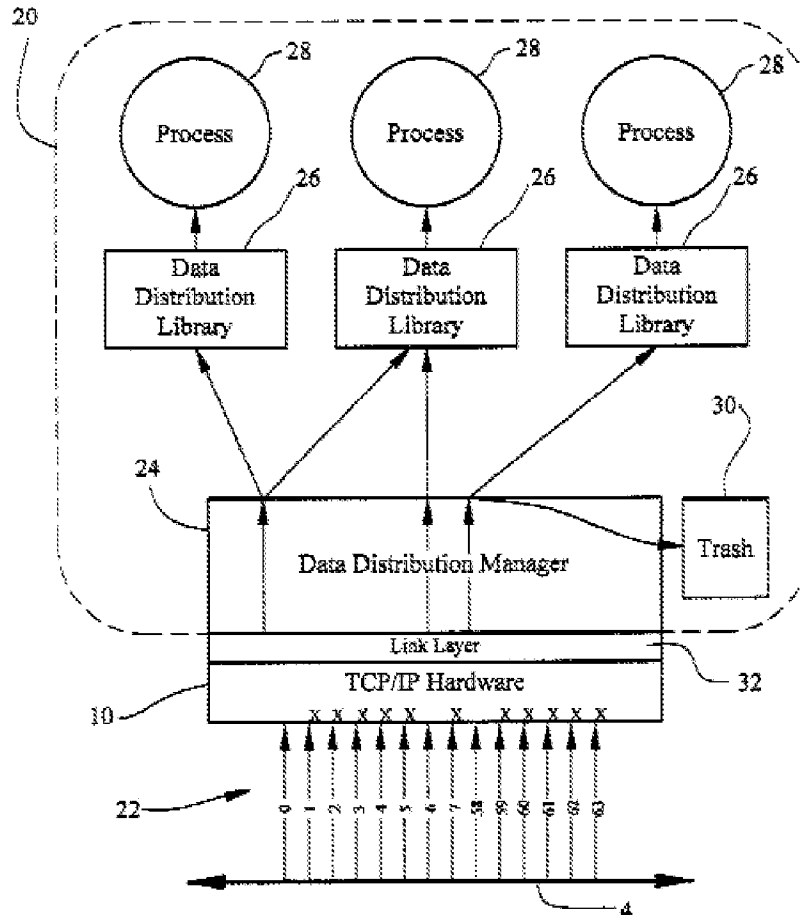 20
28
28
28
Process
Process
Process
26
26
26
Data
Distribution
Library
Data
Distribution
Library
Data
Distribution
Library
30
24
Trash
Data Distribution Manager
Link Layer
32
TCP/IP Hardware
10
X X X X X X X X X X X
22
0 1 2 3 4 5 6 7 58 59 60 61 62 63
4